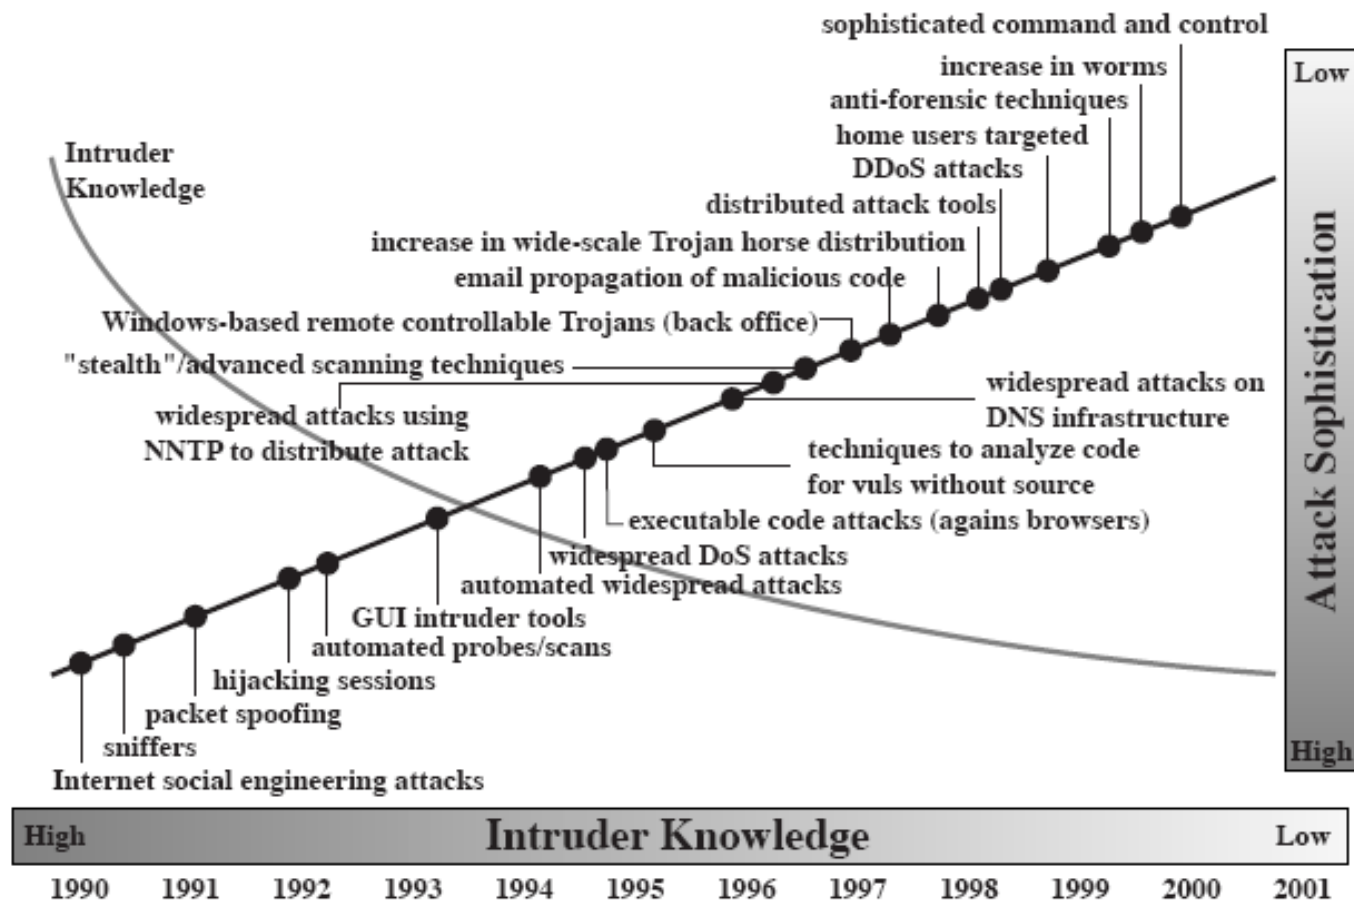 sophisticated command and control
increase in worms
anti-forensic techniques
home users targeted
DDoS attacks
distributed attack tools
increase in wide-scale Trojan horse distribution
email propagation of malicious code
Windows-based remote controllable Trojans (back office)
"stealth"/advanced scanning techniques
widespread attacks using
NNTP to distribute attack
Intruder
Knowledge
widespread attacks on
DNS infrastructure
techniques to analyze code
for vuls without source
executable code attacks (agains browsers)
widespread DoS attacks
automated widespread attacks
GUI intruder tools
automated probes/scans
hijacking sessions
packet spoofing
sniffers
Internet social engineering attacks
Low
Attack Sophistication
High
High Intruder Knowledge Low
1990 1991 1992 1993 1994 1995 1996 1997 1998 1999 2000 2001